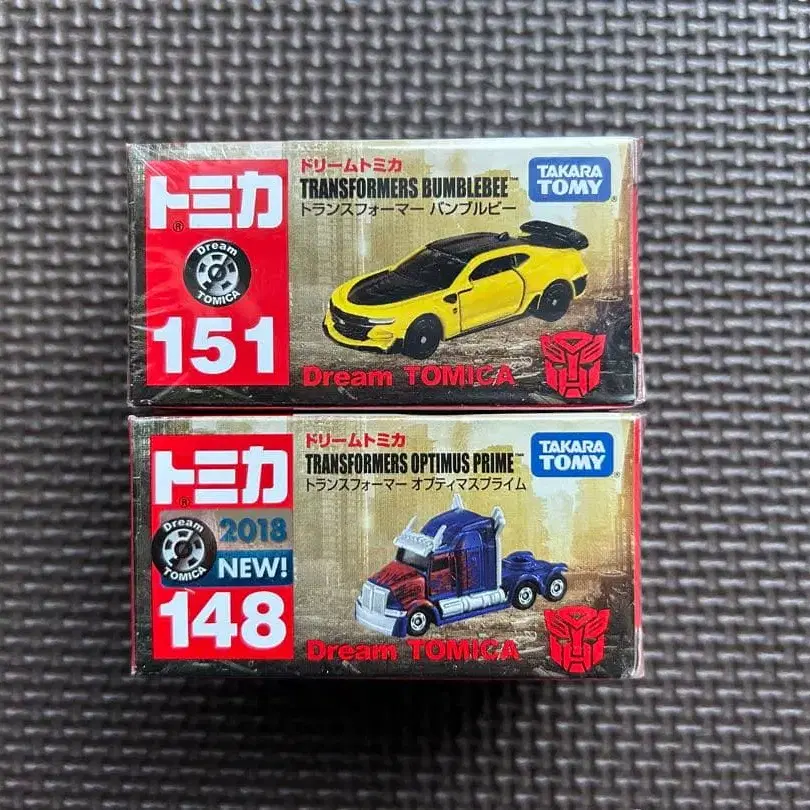 トミカ
®
Dream
TOMICA
151
ドリームトミカ
TRANSFORMERS BUMBLEBEE™
トランスフォーマー バンブルビー
TAKARA
TOMY®
Dream TOMICA
トミカ
®
Dream
TOMICA
2018
NEW!
148
ドリームトミカ
TRANSFORMERS OPTIMUS PRIME™
トランスフォーマー オプティマスプライム
TAKARA
TOMY®
Dream TOMICA